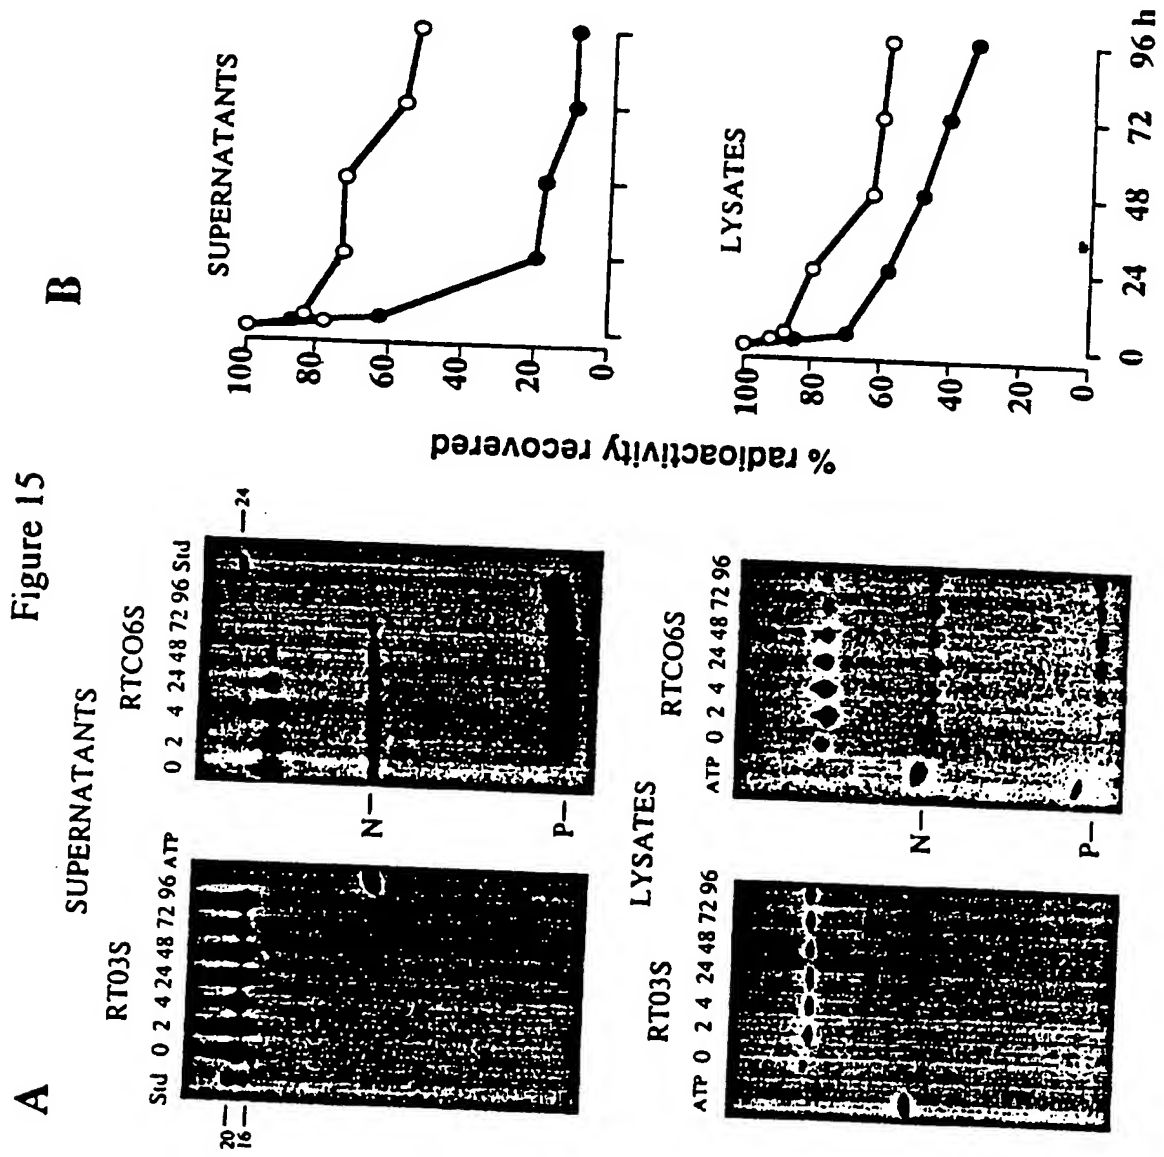 Figure 15
A
SUPERNATANTS
RT03S
Std 0 2 4 24 48 72 96 ATP
20
16
RTCO6S
0 2 4 24 48 72 96 Std
24
N
P
LYSATES
RT03S
ATP 0 2 4 24 48 72 96
RTCO6S
ATP 0 2 4 24 48 72 96
N
P
B
% radioactivity recovered
SUPERNATANTS
100
80
60
40
20
0
LYSATES
100
80
60
40
20
0
0 24 48 72 96 h